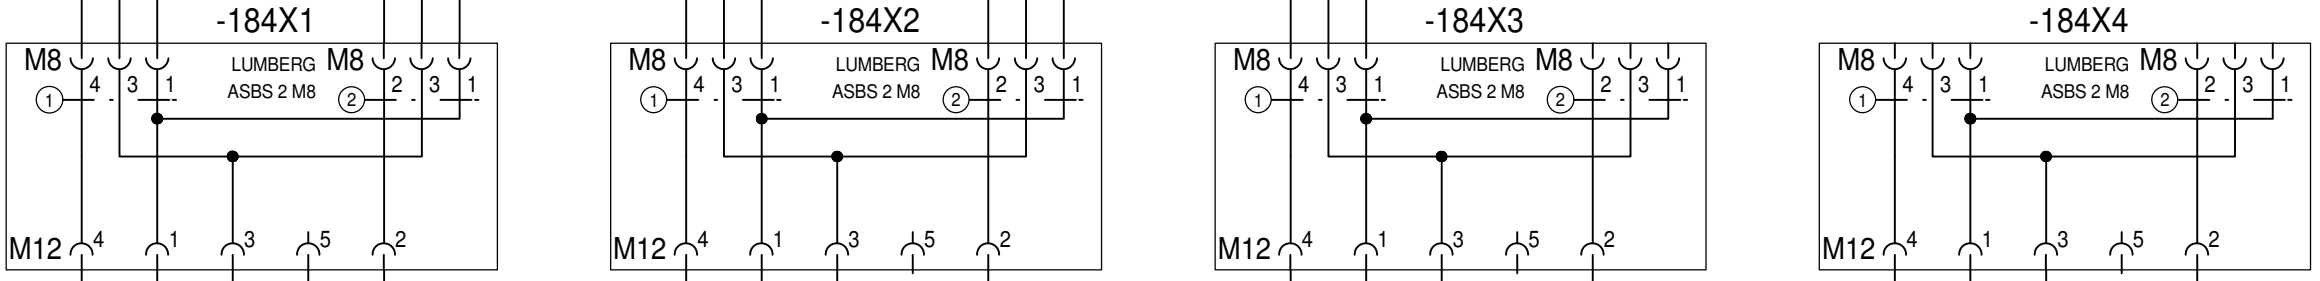 -184X1 -184X2 -184X3 -184X4
M8 LUMBERG M8 M8 LUMBERG M8 M8 LUMBERG M8 M8 LUMBERG M8
4 3 1 2 3 1 4 3 1 2 3 1 4 3 1 2 3 1 4 3 1 2 3 1
1 ASBS 2 M8 2 1 ASBS 2 M8 2 1 ASBS 2 M8 2 1 ASBS 2 M8 2
M12 4 1 3 5 2 M12 4 1 3 5 2 M12 4 1 3 5 2 M12 4 1 3 5 2